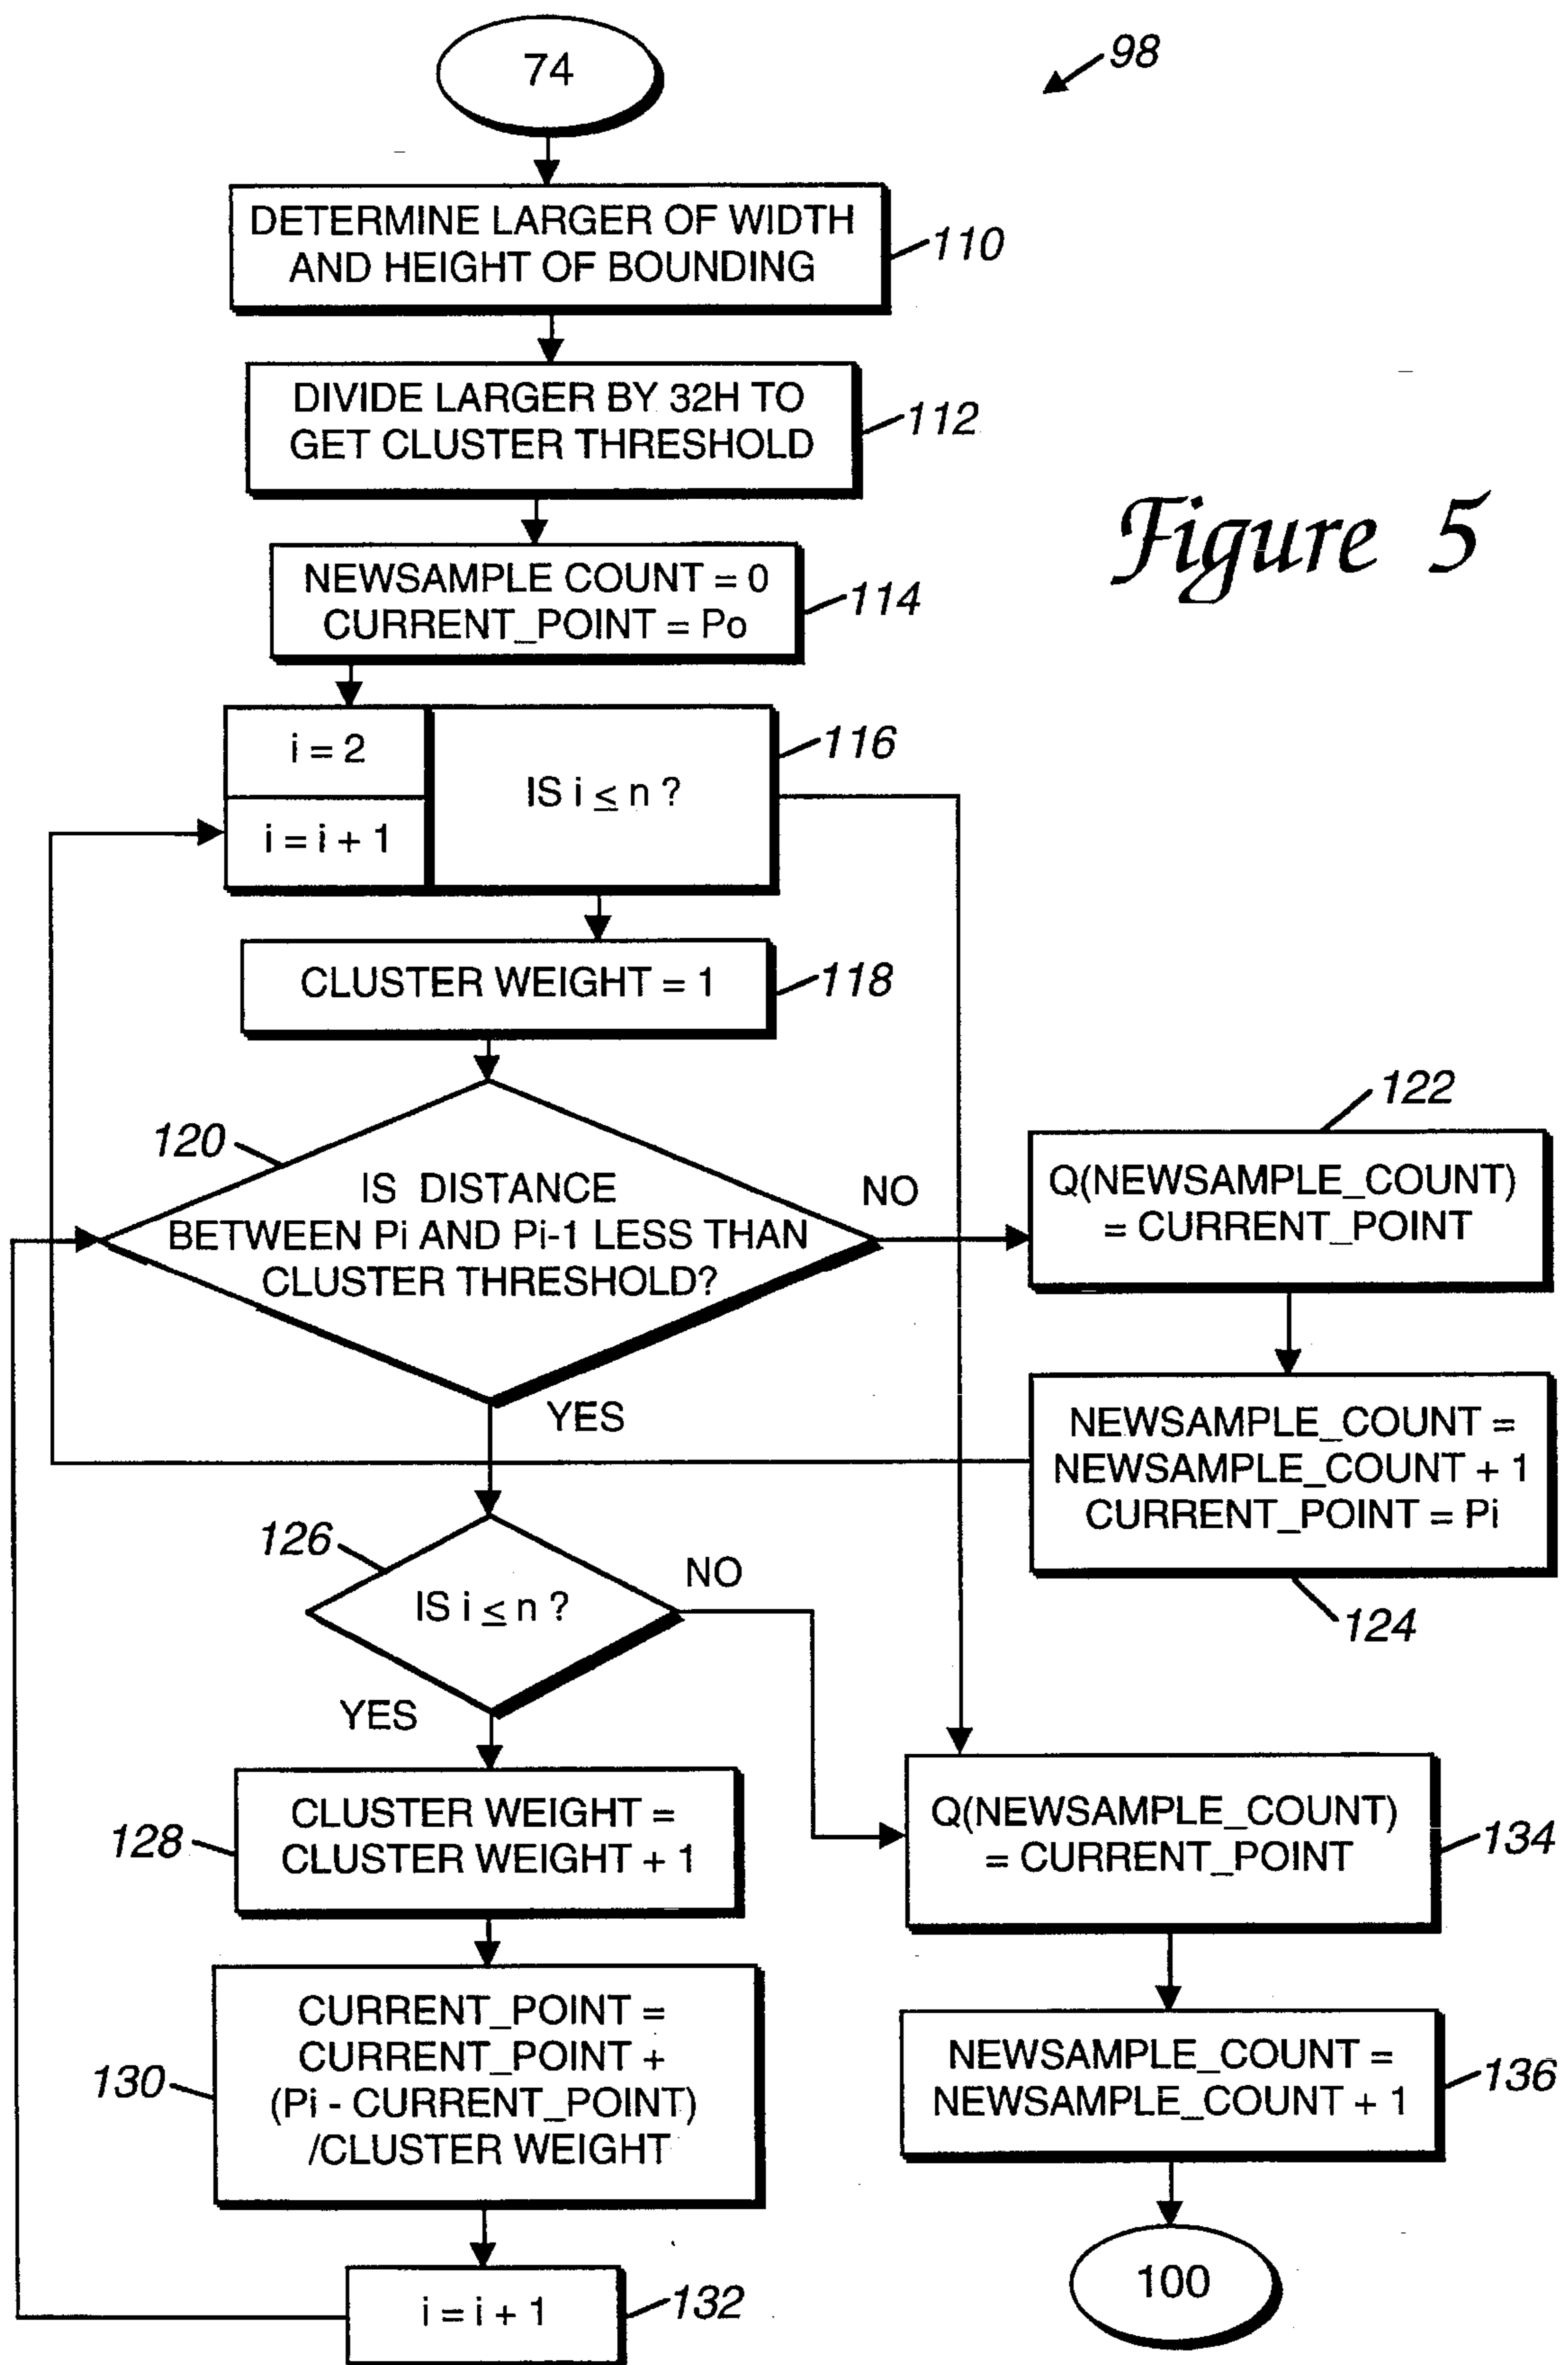 74
98
DETERMINE LARGER OF WIDTH
AND HEIGHT OF BOUNDING
110
DIVIDE LARGER BY 32H TO
GET CLUSTER THRESHOLD
112
Figure 5
NEWSAMPLE COUNT = 0
CURRENT_POINT = Po
114
i = 2
i = i + 1
IS i ≤ n ?
116
CLUSTER WEIGHT = 1
118
120
IS DISTANCE
BETWEEN Pi AND Pi-1 LESS THAN
CLUSTER THRESHOLD?
NO
YES
122
Q(NEWSAMPLE_COUNT)
= CURRENT_POINT
NEWSAMPLE_COUNT =
NEWSAMPLE_COUNT + 1
CURRENT_POINT = Pi
124
126
IS i ≤ n ?
NO
YES
128
CLUSTER WEIGHT =
CLUSTER WEIGHT + 1
130
CURRENT_POINT =
CURRENT_POINT +
(Pi - CURRENT_POINT)
/CLUSTER WEIGHT
i = i + 1
132
Q(NEWSAMPLE_COUNT)
= CURRENT_POINT
134
NEWSAMPLE_COUNT =
NEWSAMPLE_COUNT + 1
136
100